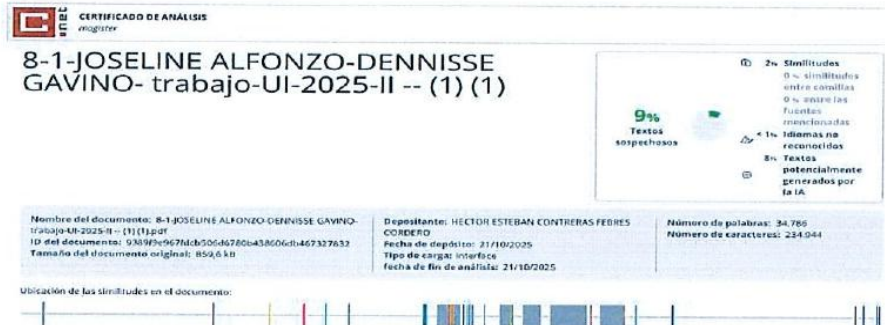 CERTIFICADO DE ANÁLISIS
magister
8-1-JOSELINE ALFONZO-DENNISSE
GAVINO- trabajo-UI-2025-II -- (1) (1)
9%
Textos
sospechosos
2% Similitudes
0 % similitudes
entre comillas
0 % entre las
fuentes
mencionadas
< 1% Idiomas no
reconocidos
8% Textos
potencialmente
generados por
la IA
Nombre del documento: 8-1-JOSELINE ALFONZO-DENNISSE GAVINO-
trabajo-UI-2025-II -- (1) (1).pdf
ID del documento:
Tamaño del documento original: 859,6 kB
Depositante: HECTOR ESTEBAN CONTRERAS FEBRES
CORDERO
Fecha de depósito: 21/10/2025
Tipo de carga: interface
fecha de fin de análisis: 21/10/2025
Número de palabras: 34.786
Número de caracteres: 234.944
Ubicación de las similitudes en el documento: